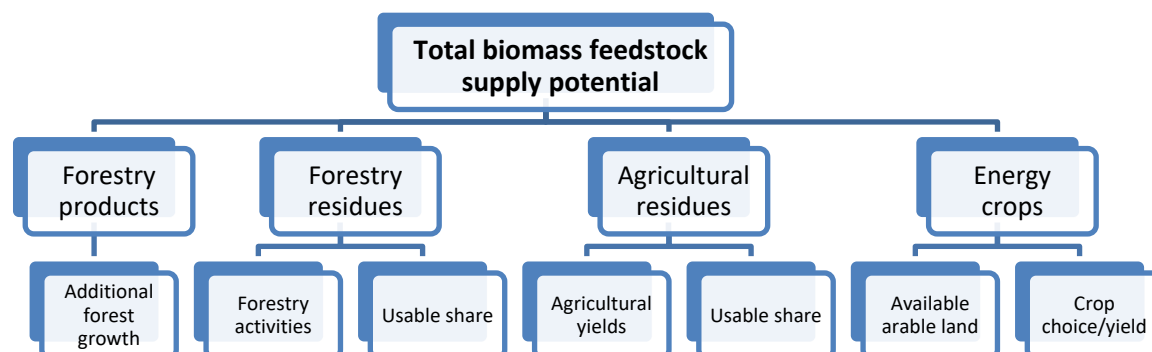 Total biomass feedstock
supply potential
Forestry
products
Forestry
residues
Agricultural
residues
Energy
crops
Additional
forest
growth
Forestry
activities
Usable share
Agricultural
yields
Usable share
Available
arable land
Crop
choice/yield